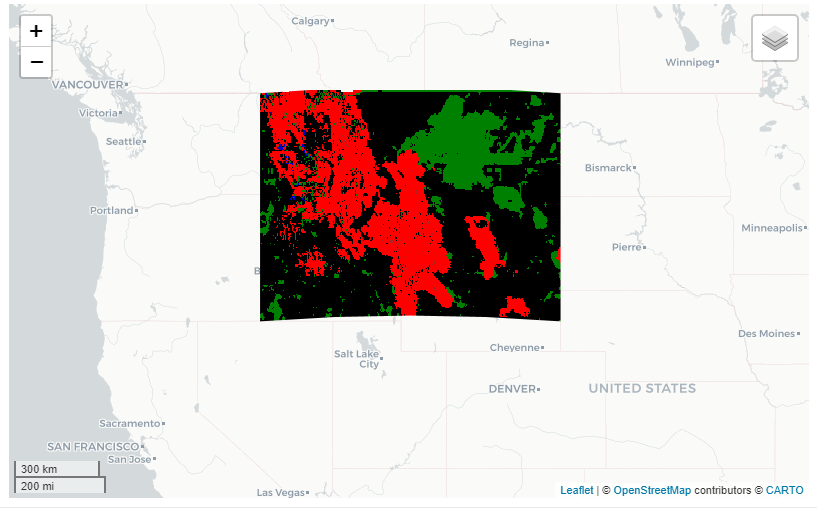 +
−
Calgary
Regina
Winnipeg
VANCOUVER
Victoria
Seattle
Portland
Bismarck
Minneapolis
Pierre
B
Des Moines
Salt Lake
City
Cheyenne
DENVER
UNITED STATES
Sacramento
SAN FRANCISCO
San Jose
Las Vegas
300 km
200 mi
Leaflet | © OpenStreetMap contributors © CARTO